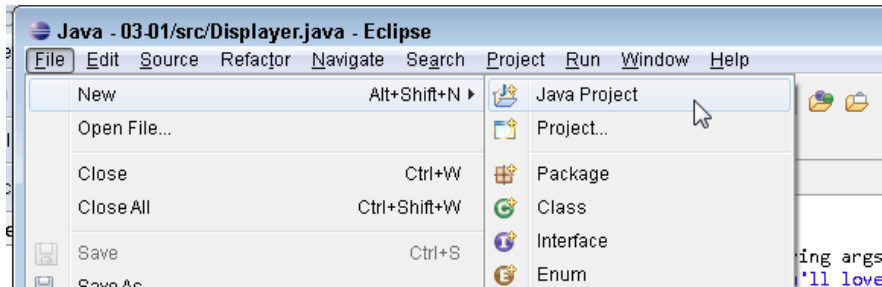 Java - 03-01/src/Displayer.java - Eclipse
File Edit Source Refactor Navigate Search Project Run Window Help
New Alt+Shift+N
Open File...
Close Ctrl+W
Close All Ctrl+Shift+W
Save Ctrl+S
Save As
Java Project
Project...
Package
Class
Interface
Enum
ring args
'll love